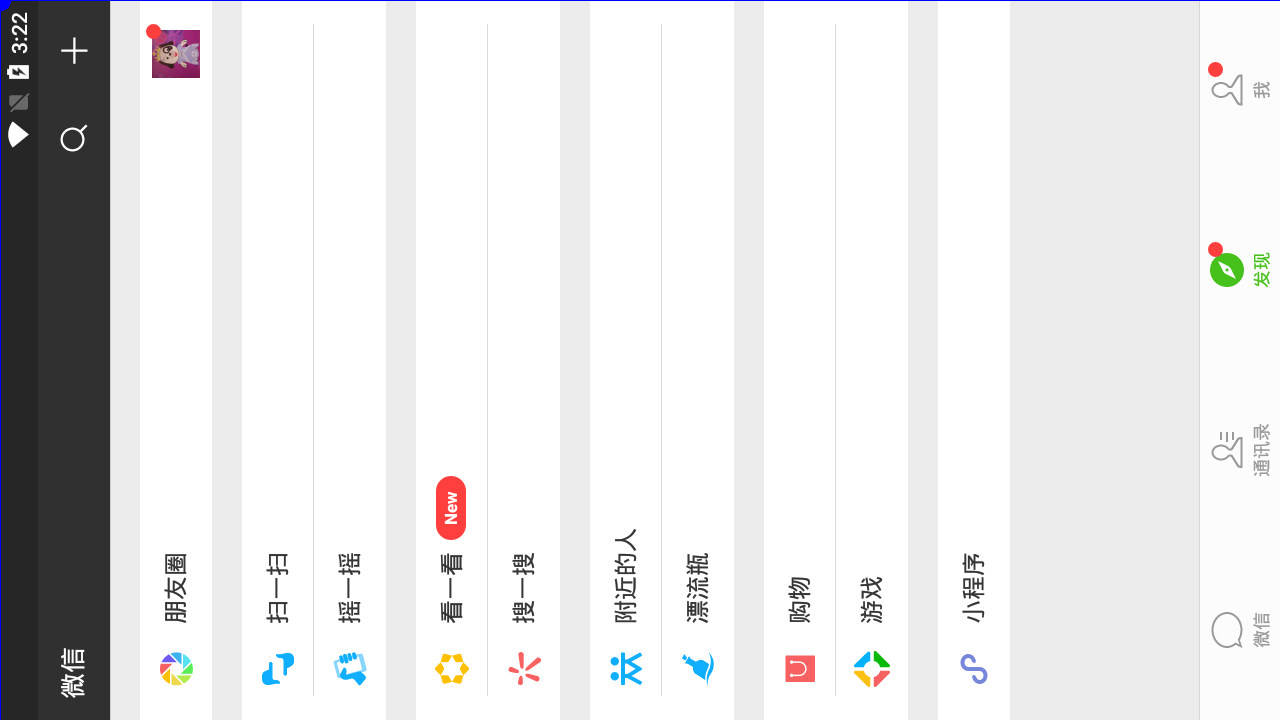 3:22
微信
朋友圈
扫一扫
摇一摇
看一看 New
搜一搜
附近的人
漂流瓶
购物
游戏
小程序
微信 通讯录 发现 我